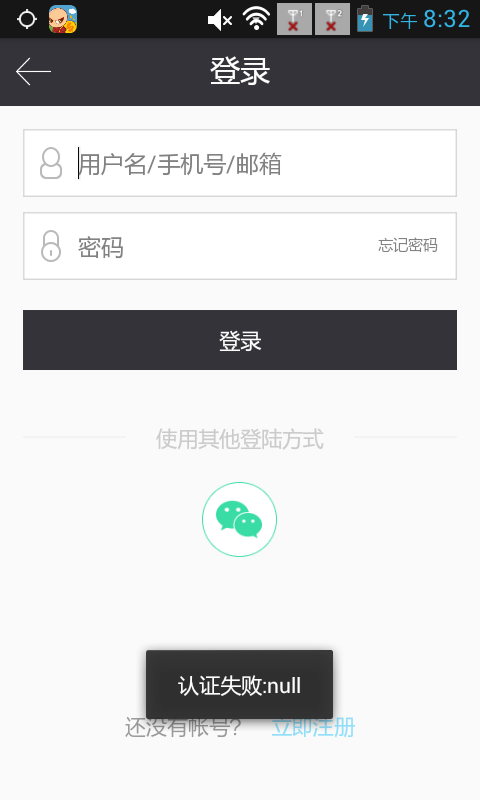 下午 8:32
登录
用户名/手机号/邮箱
密码 忘记密码
登录
使用其他登陆方式
认证失败:null
还没有帐号? 立即注册